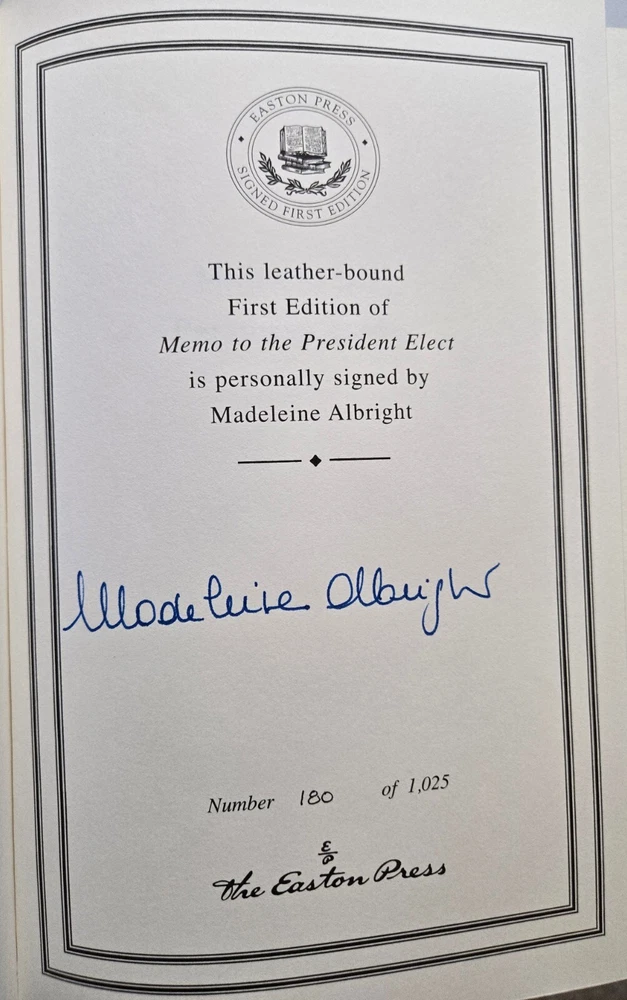 EASTON PRESS
SIGNED FIRST EDITION
This leather-bound
First Edition of
Memo to the President Elect
is personally signed by
Madeleine Albright
Madeleine Albright
Number 180 of 1,025
E
P
the Easton Press